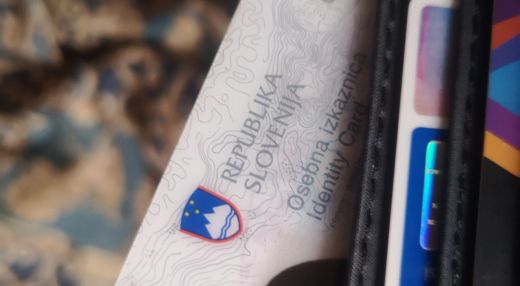 REPUBLIKA
SLOVENIJA
Osebna izkaznica
Identity Card